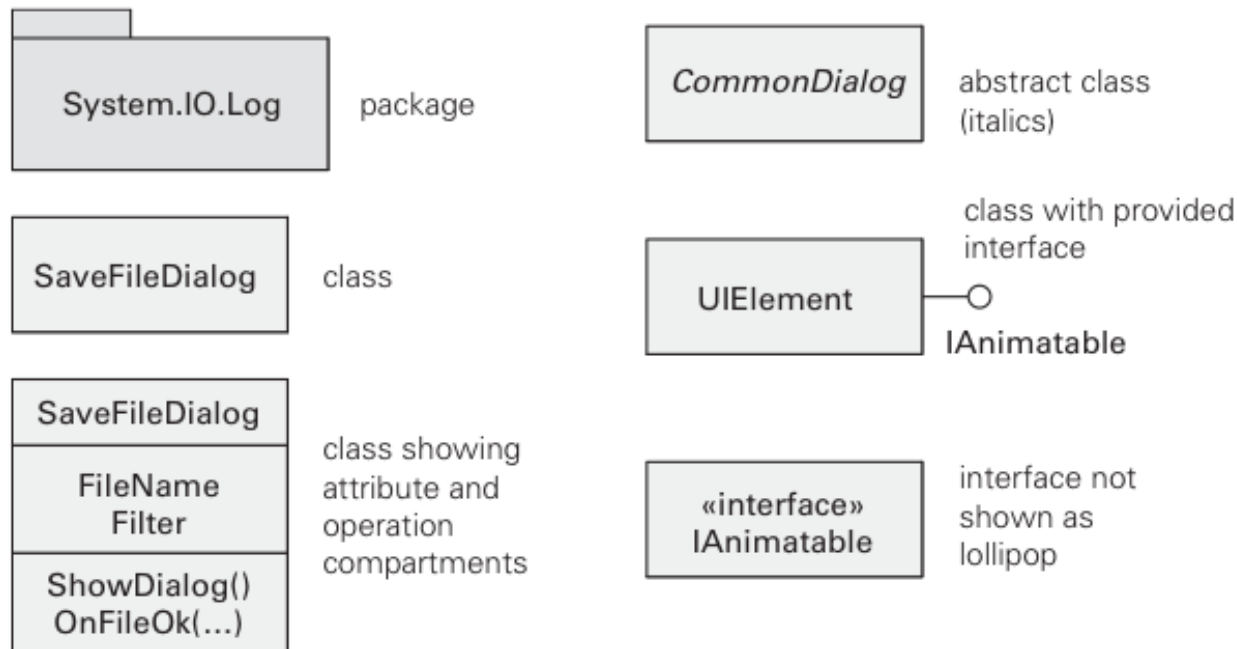 System.IO.Log
package
SaveFileDialog
class
SaveFileDialog
FileName
Filter
ShowDialog()
OnFileOk(...)
class showing
attribute and
operation
compartments
CommonDialog
abstract class
(italics)
UIElement
class with provided
interface
IAnimatable
«interface»
IAnimatable
interface not
shown as
lollipop